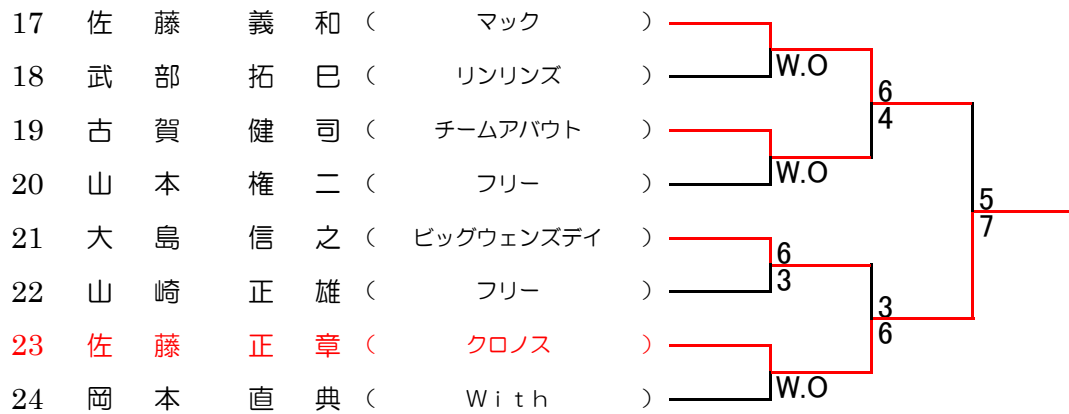 17 佐 藤 義 和 ( マック )
W.O
18 武 部 拓 巳 ( リンリンズ )
6
4
19 古 賀 健 司 ( チームアバウト )
W.O
20 山 本 権 二 ( フリー )
5
7
21 大 島 信 之 ( ビッグウェンズデイ )
6
3
22 山 崎 正 雄 ( フリー )
3
6
23 佐 藤 正 章 ( クロノス )
W.O
24 岡 本 直 典 ( Ｗｉｔｈ )